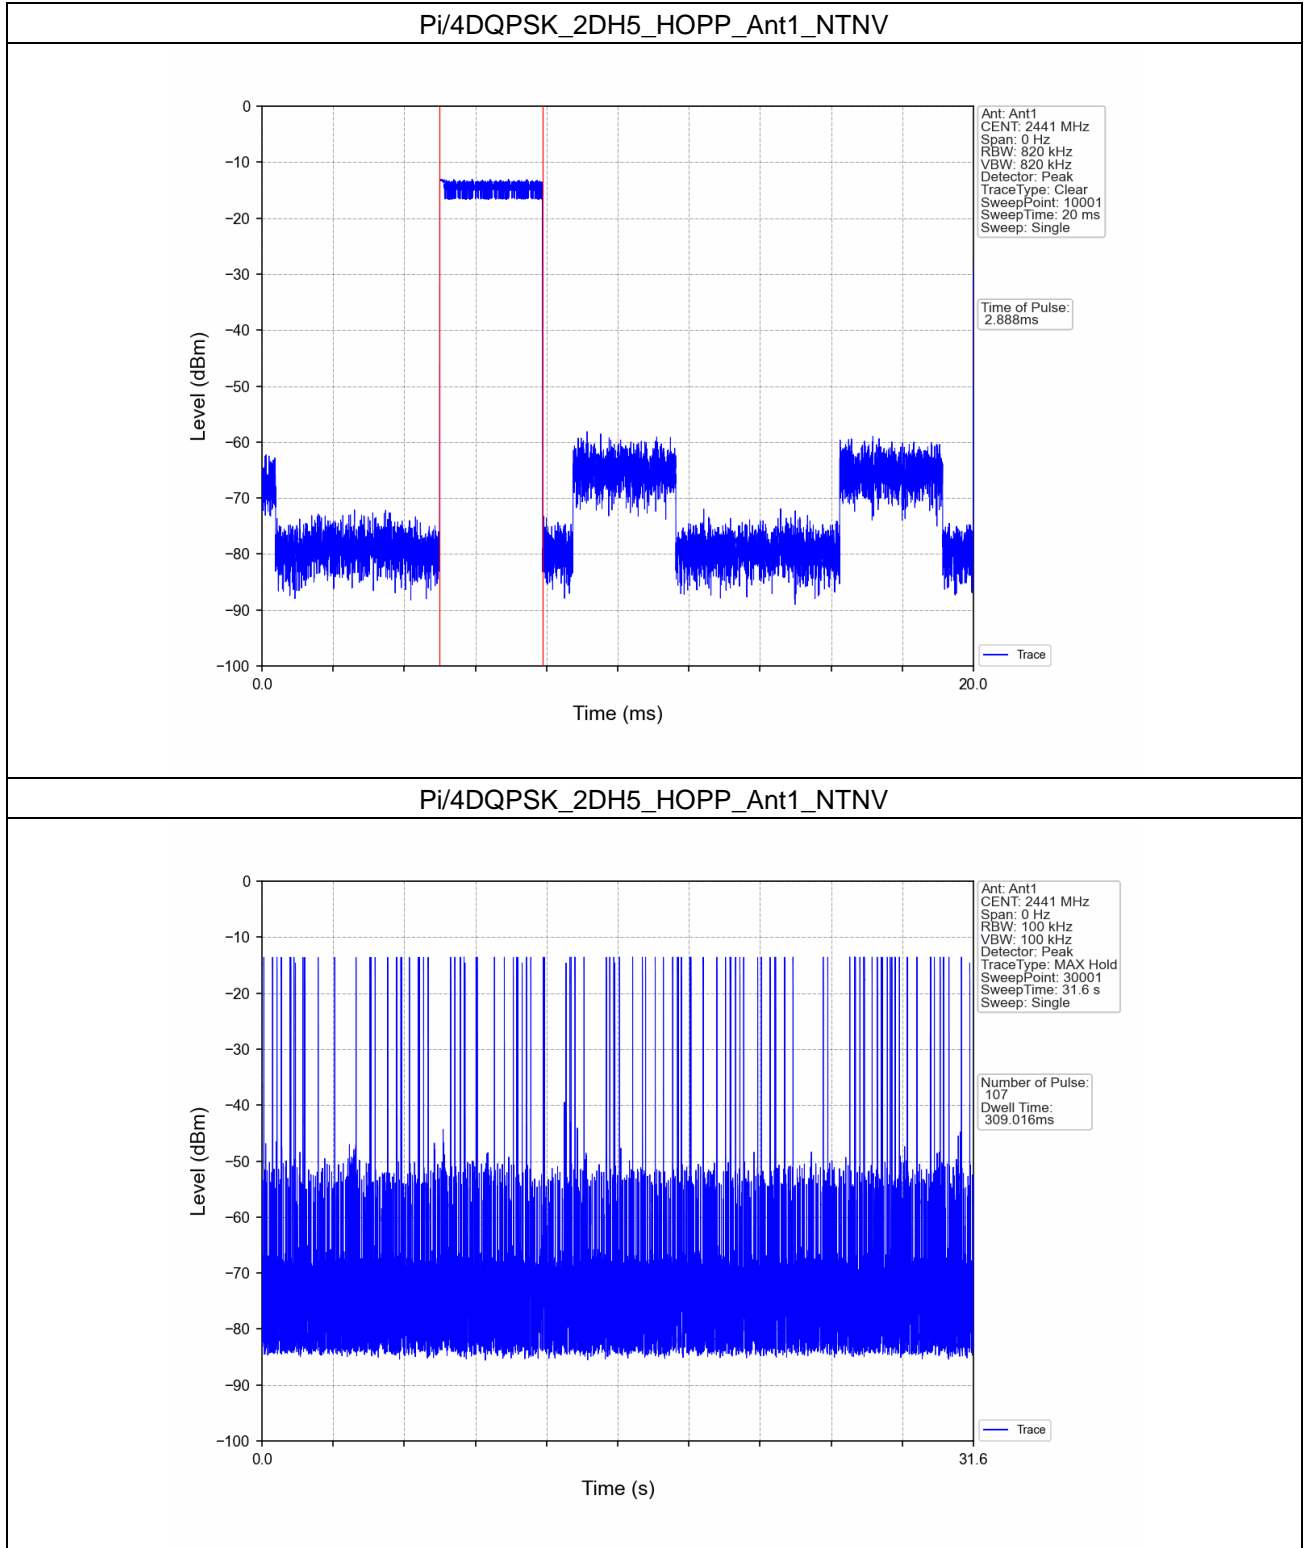 Pi/4DQPSK_2DH5_HOPP_Ant1_NTNV
0
−10
−20
−30
−40
−50
−60
−70
−80
−90
−100
Level (dBm)
0.0
20.0
Time (ms)
Ant: Ant1
CENT: 2441 MHz
Span: 0 Hz
RBW: 820 kHz
VBW: 820 kHz
Detector: Peak
TraceType: Clear
SweepPoint: 10001
SweepTime: 20 ms
Sweep: Single
Time of Pulse:
2.888ms
Trace
Pi/4DQPSK_2DH5_HOPP_Ant1_NTNV
0
−10
−20
−30
−40
−50
−60
−70
−80
−90
−100
Level (dBm)
0.0
31.6
Time (s)
Ant: Ant1
CENT: 2441 MHz
Span: 0 Hz
RBW: 100 kHz
VBW: 100 kHz
Detector: Peak
TraceType: MAX Hold
SweepPoint: 30001
SweepTime: 31.6 s
Sweep: Single
Number of Pulse:
107
Dwell Time:
309.016ms
Trace